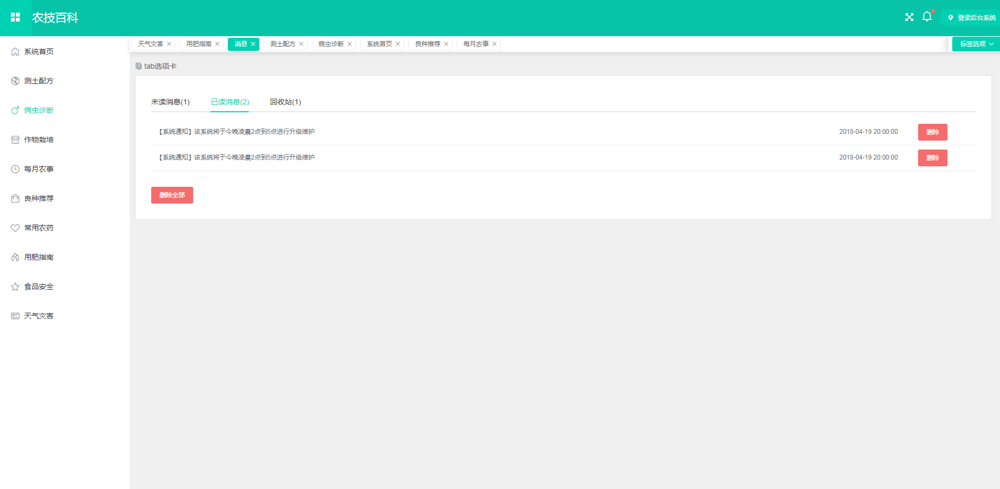 农技百科
登录后台系统
系统首页
测土配方
病虫诊断
作物栽培
每月农事
良种推荐
常用农药
用肥指南
食品安全
天气灾害
天气灾害 用肥指南 消息 测土配方 病虫诊断 系统首页 良种推荐 每月农事 标签选项
tab选项卡
未读消息(1) 已读消息(2) 回收站(1)
【系统通知】该系统将于今晚凌晨2点到5点进行升级维护 2018-04-19 20:00:00 删除
【系统通知】该系统将于今晚凌晨2点到5点进行升级维护 2018-04-19 20:00:00 删除
删除全部